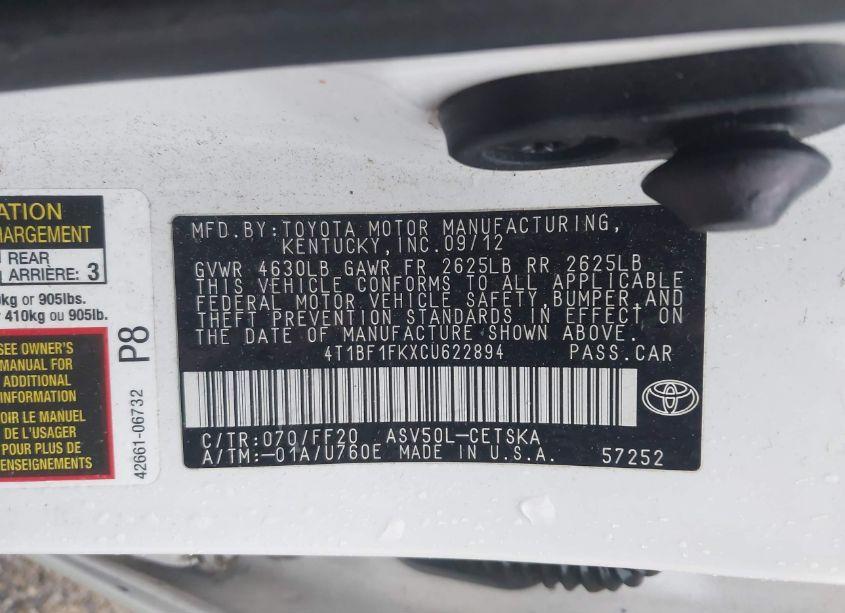 ATION
HARGEMENT
REAR
ARRIÈRE: 3
kg or 905lbs.
410kg ou 905lb.
SEE OWNER'S
MANUAL FOR
ADDITIONAL
INFORMATION
OIR LE MANUEL
DE L'USAGER
POUR PLUS DE
ENSEIGNEMENTS
P8
42661-06732
MFD.BY:TOYOTA MOTOR MANUFACTURING,
KENTUCKY,INC.09/12
GVWR 4630LB GAWR FR 2625LB RR 2625LB
THIS VEHICLE CONFORMS TO ALL APPLICABLE
FEDERAL MOTOR VEHICLE SAFETY,BUMPER,AND
THEFT PREVENTION STANDARDS IN EFFECT ON
THE DATE OF MANUFACTURE SHOWN ABOVE.
4T1BF1FKXCU622894 PASS.CAR
C/TR:070/FF20 ASV50L-CETSKA
A/TM:-01A/U760E MADE IN U.S.A. 57252
TOYOTA